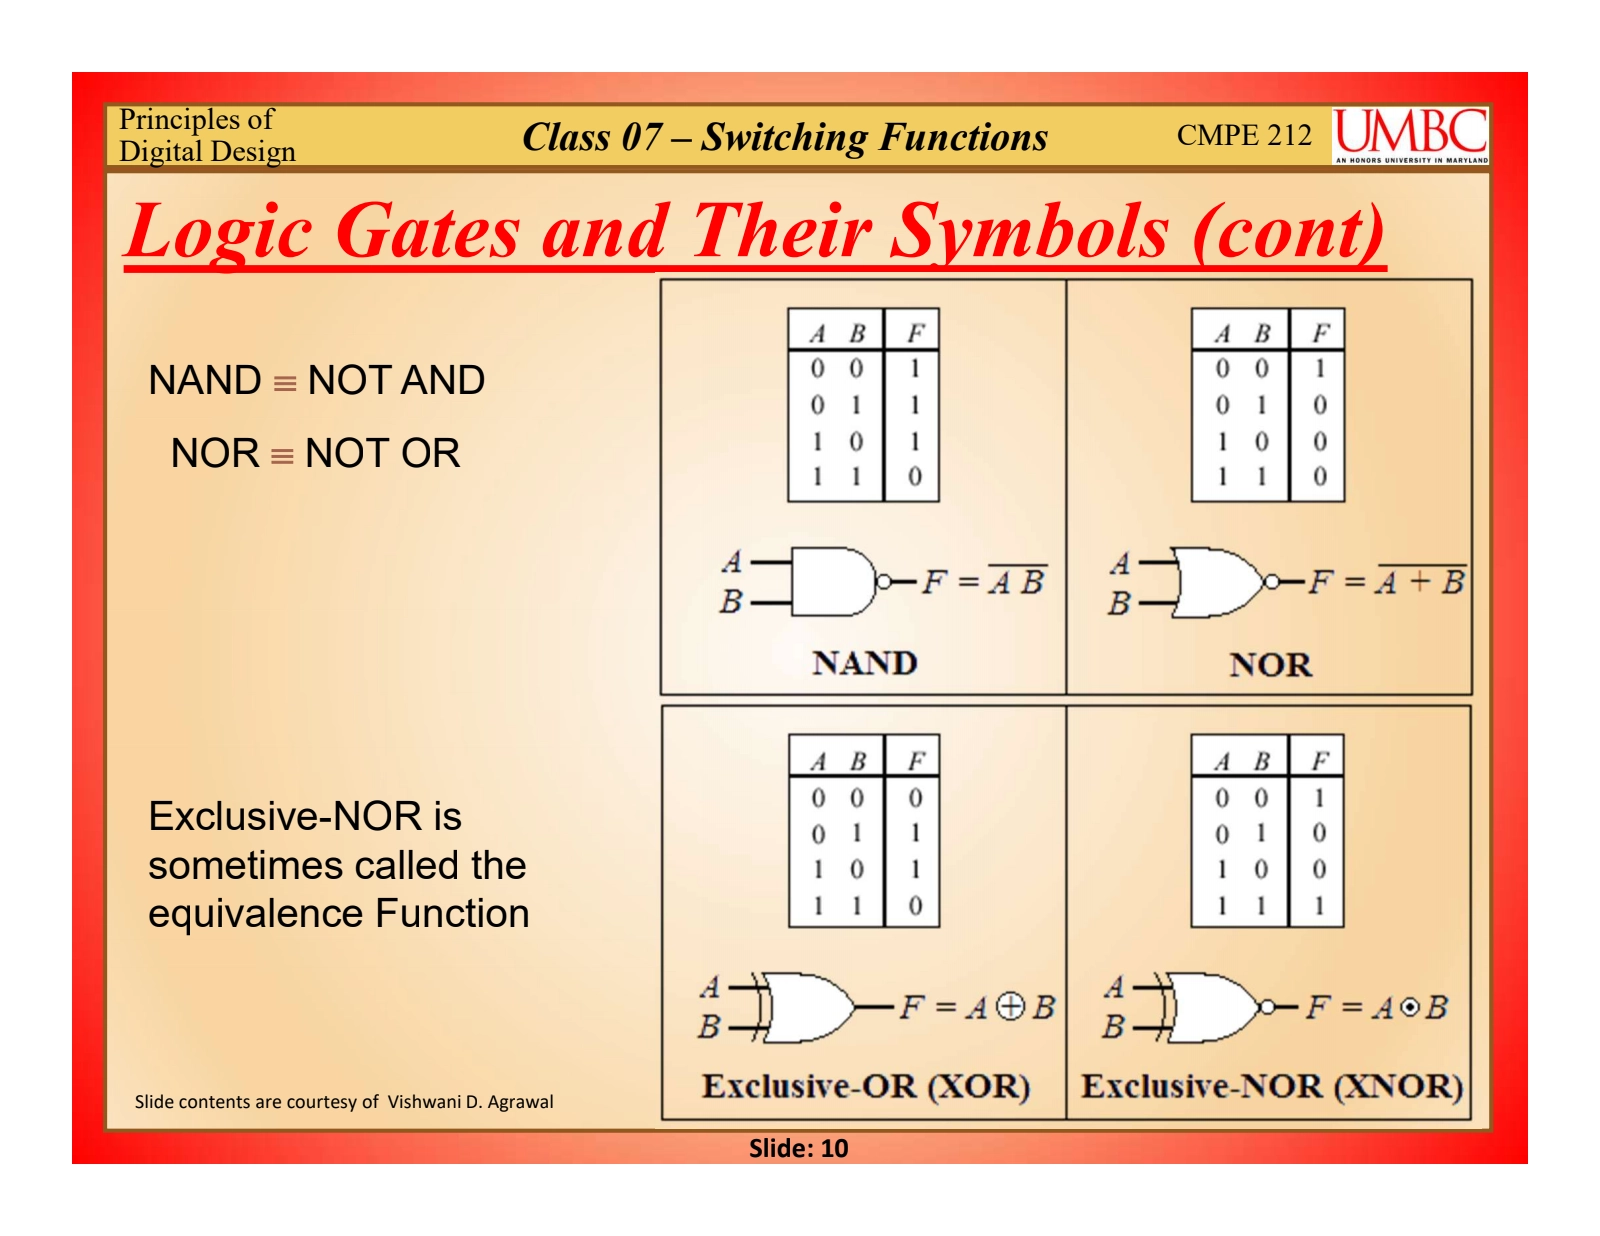 Principles of
Digital Design
Class 07 – Switching Functions
CMPE 212
UMBC
AN HONORS UNIVERSITY IN MARYLAND
Logic Gates and Their Symbols (cont)
NAND ≡ NOT AND
NOR ≡ NOT OR
A B F
0 0 1
0 1 1
1 0 1
1 1 0
A
B
F = \overline{A B}
NAND
A B F
0 0 1
0 1 0
1 0 0
1 1 0
A
B
F = \overline{A + B}
NOR
Exclusive-NOR is
sometimes called the
equivalence Function
A B F
0 0 0
0 1 1
1 0 1
1 1 0
A
B
F = A ⊕ B
Exclusive-OR (XOR)
A B F
0 0 1
0 1 0
1 0 0
1 1 1
A
B
F = A ⊙ B
Exclusive-NOR (XNOR)
Slide contents are courtesy of Vishwani D. Agrawal
Slide: 10